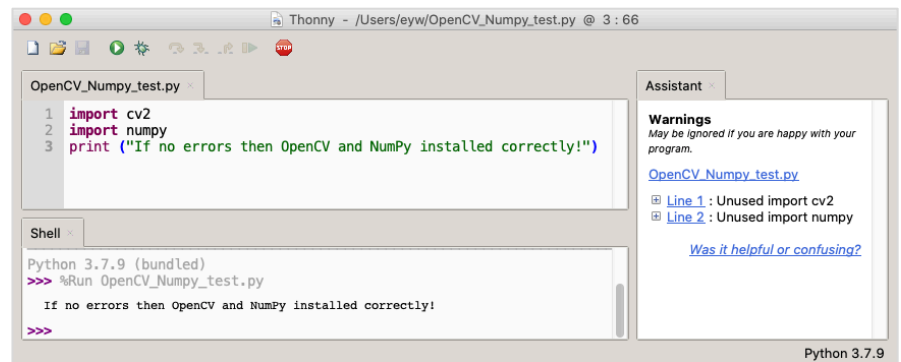 Thonny - /Users/eyw/OpenCV_Numpy_test.py @ 3 : 66
STOP
OpenCV_Numpy_test.py ×
1 import cv2
2 import numpy
3 print ("If no errors then OpenCV and NumPy installed correctly!")
Shell ×
Python 3.7.9 (bundled)
>>> %Run OpenCV_Numpy_test.py
If no errors then OpenCV and NumPy installed correctly!
>>>
Assistant ×
Warnings
May be ignored if you are happy with your
program.
OpenCV_Numpy_test.py
Line 1 : Unused import cv2
Line 2 : Unused import numpy
Was it helpful or confusing?
Python 3.7.9